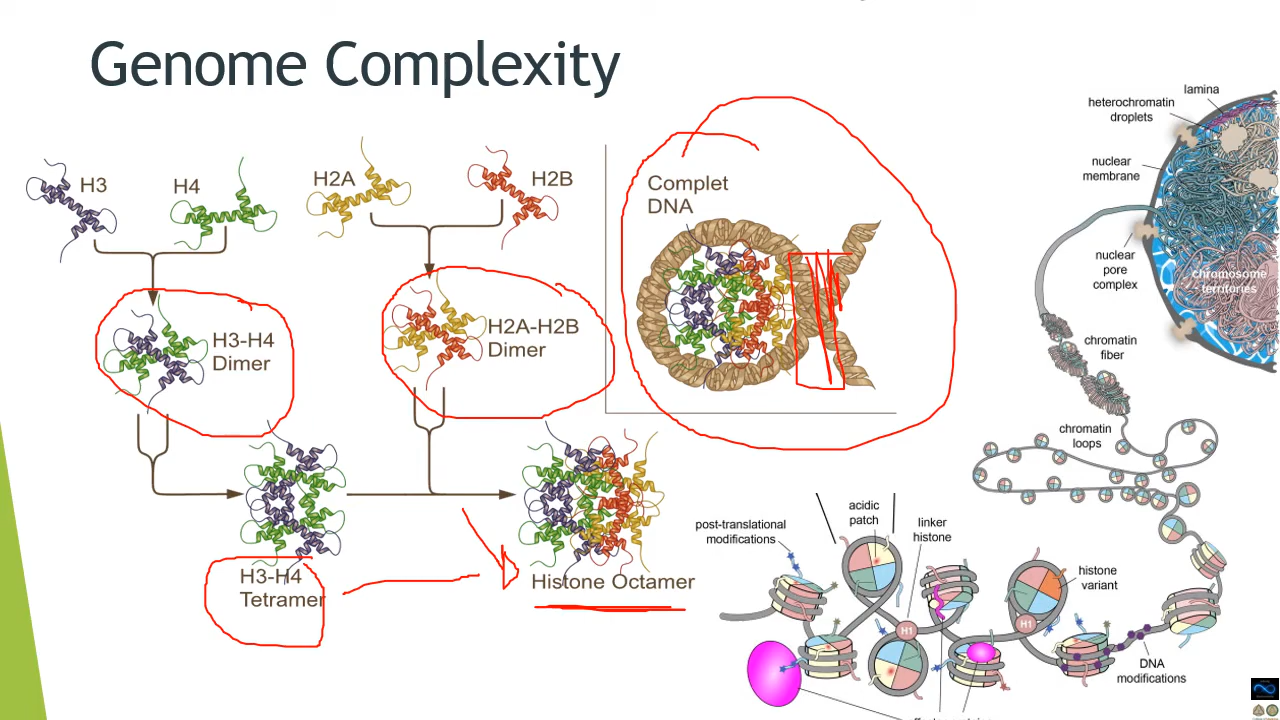 Genome Complexity
H3
H4
H2A
H2B
H3-H4
Dimer
H2A-H2B
Dimer
H3-H4
Tetramer
Histone Octamer
Complet
DNA
lamina
heterochromatin
droplets
nuclear
membrane
nuclear
pore
complex
chromosome
territories
chromatin
fiber
chromatin
loops
post-translational
modifications
acidic
patch
linker
histone
histone
variant
H1
H1
DNA
modifications